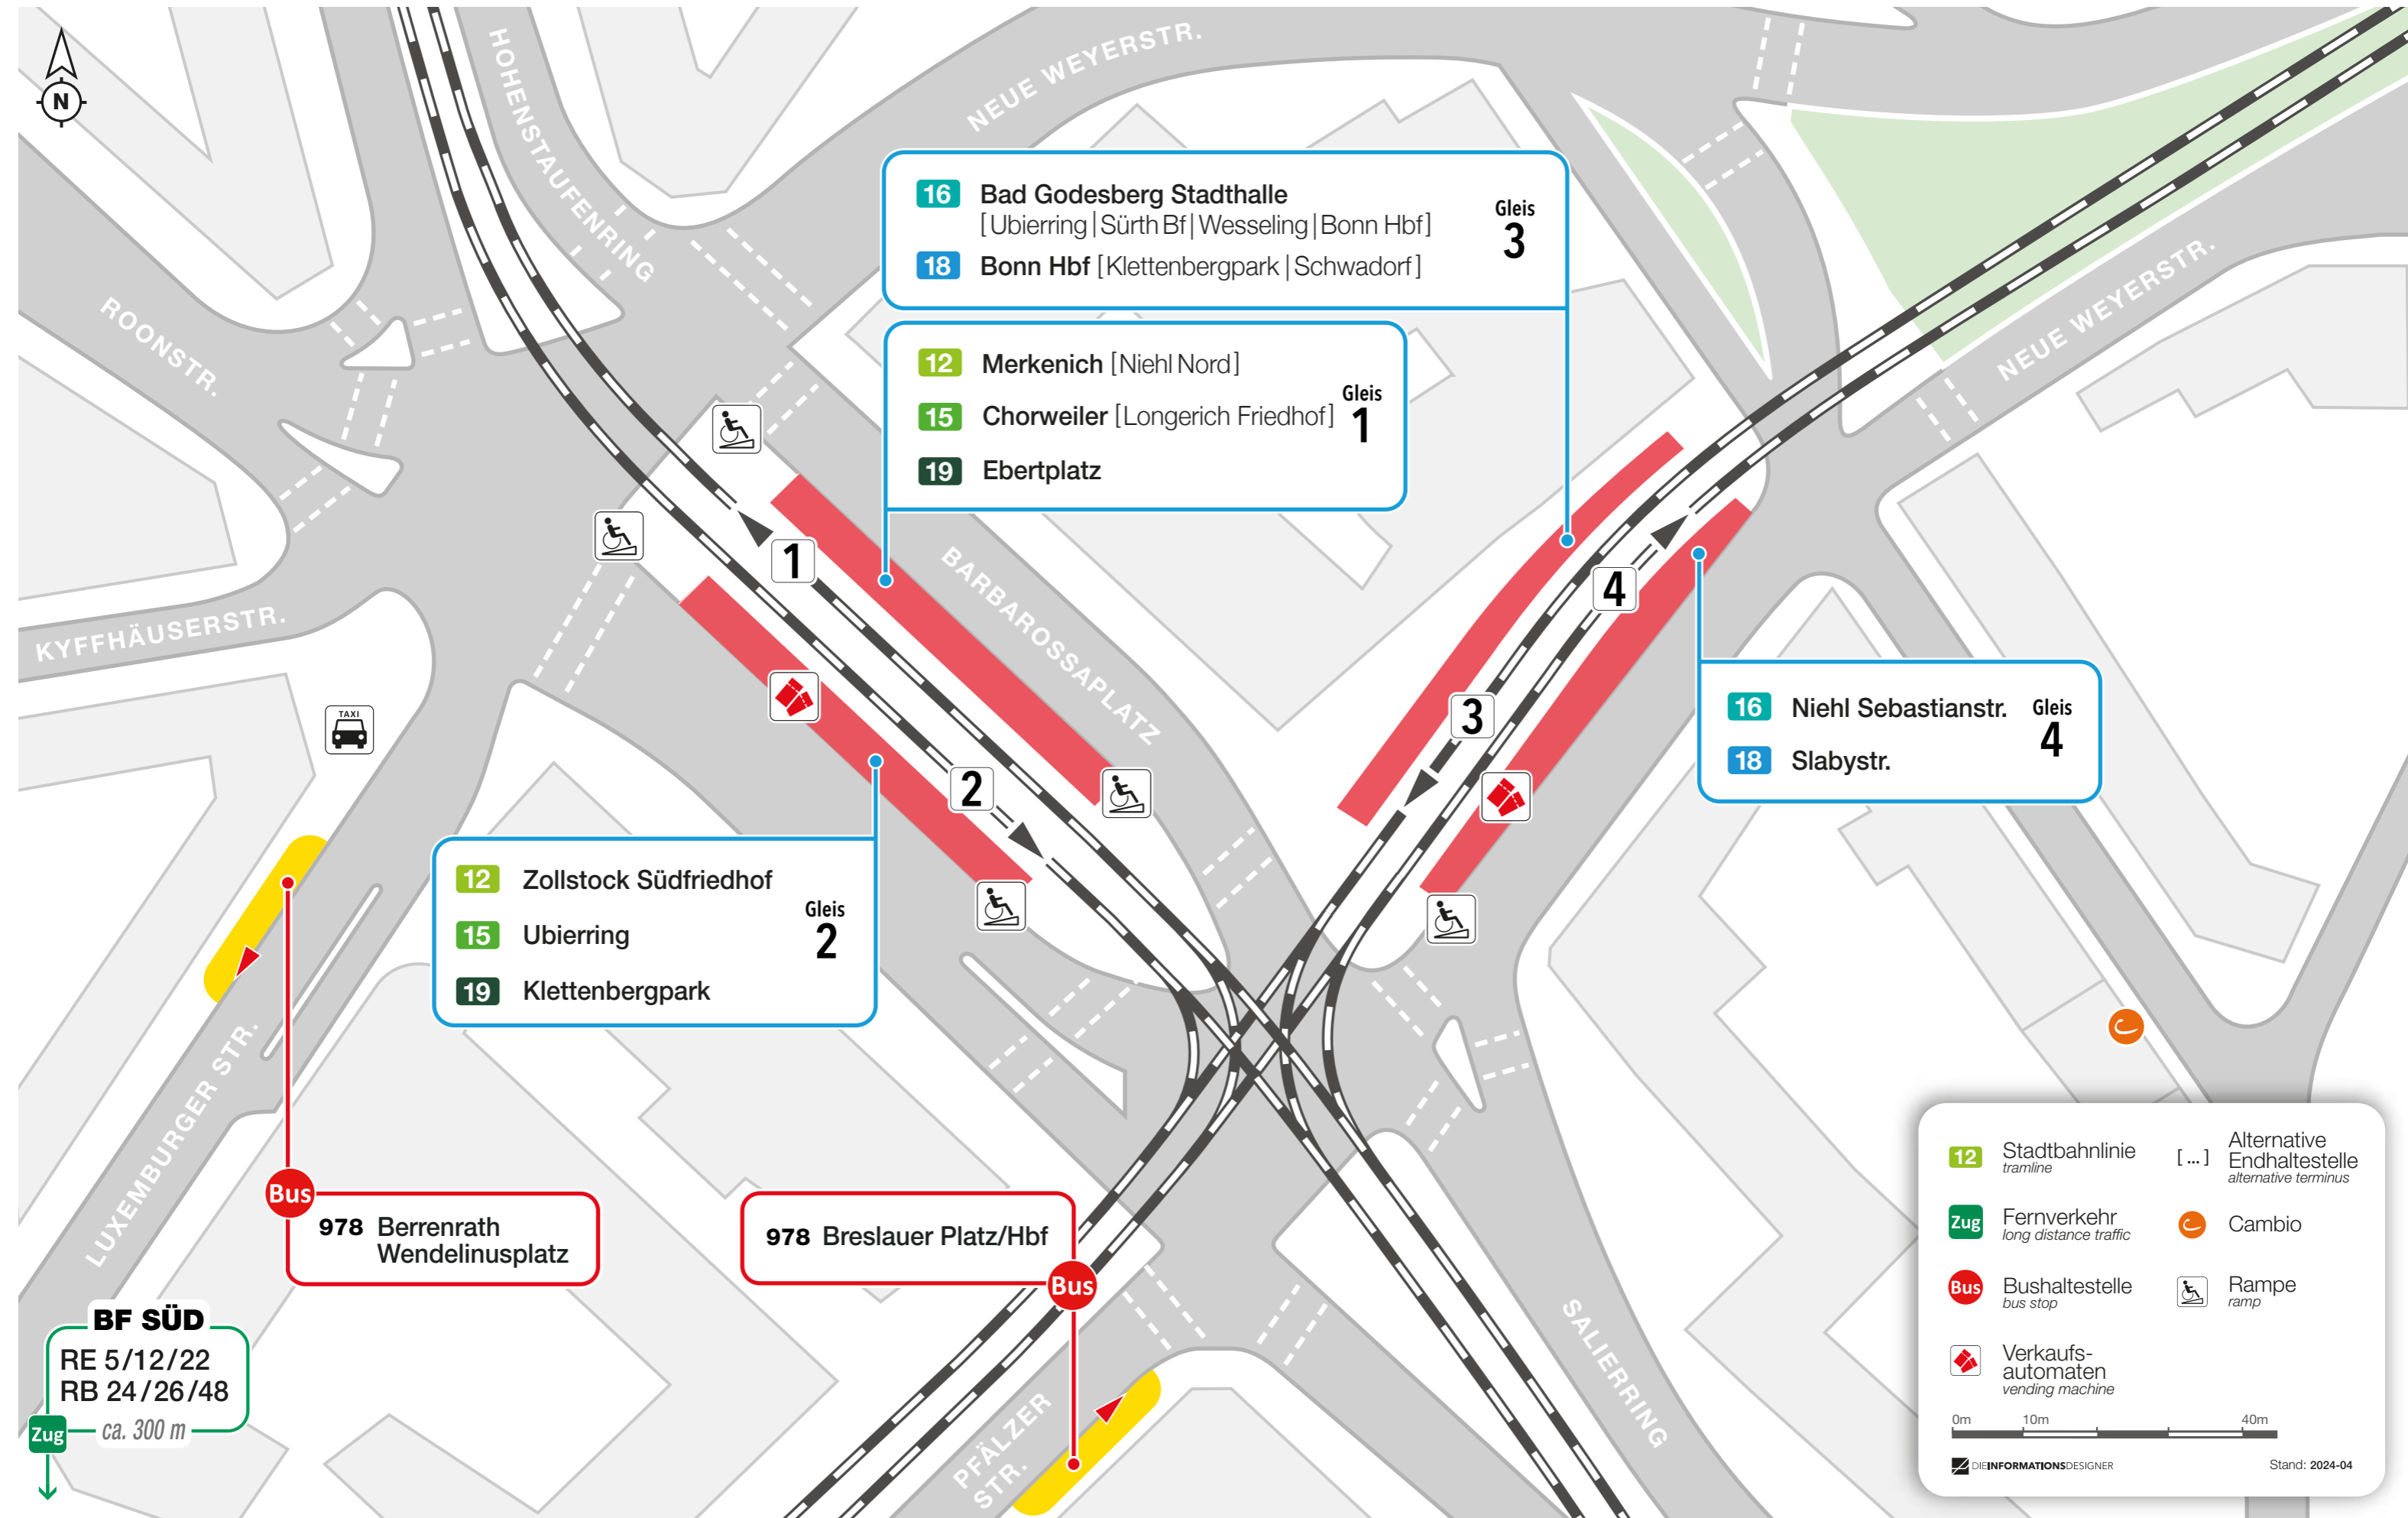 N
HOHENSTAUFENRING
NEUE WEYERSTR.
ROONSTR.
KYFFHÄUSERSTR.
NEUE WEYERSTR.
BARBAROSSAPLATZ
LUXEMBURGER STR.
PFÄLZER
STR.
SALIERRING
16 Bad Godesberg Stadthalle
[Ubierring|Sürth Bf|Wesseling|Bonn Hbf]
18 Bonn Hbf [Klettenbergpark|Schwadorf]
Gleis
3
12 Merkenich [Niehl Nord]
15 Chorweiler [Longerich Friedhof]
19 Ebertplatz
Gleis
1
1
2
3
4
16 Niehl Sebastianstr.
18 Slabystr.
Gleis
4
TAXI
12 Zollstock Südfriedhof
15 Ubierring
19 Klettenbergpark
Gleis
2
Bus
978 Berrenrath
Wendelinusplatz
978 Breslauer Platz/Hbf
Bus
BF SÜD
RE 5/12/22
RB 24/26/48
ca. 300 m
Zug
12 Stadtbahnlinie
tramline
Zug Fernverkehr
long distance traffic
Bus Bushaltestelle
bus stop
Verkaufs-
automaten
vending machine
[...] Alternative
Endhaltestelle
alternative terminus
Cambio
Rampe
ramp
0m 10m 40m
DIEINFORMATIONSDESIGNER
Stand: 2024-04